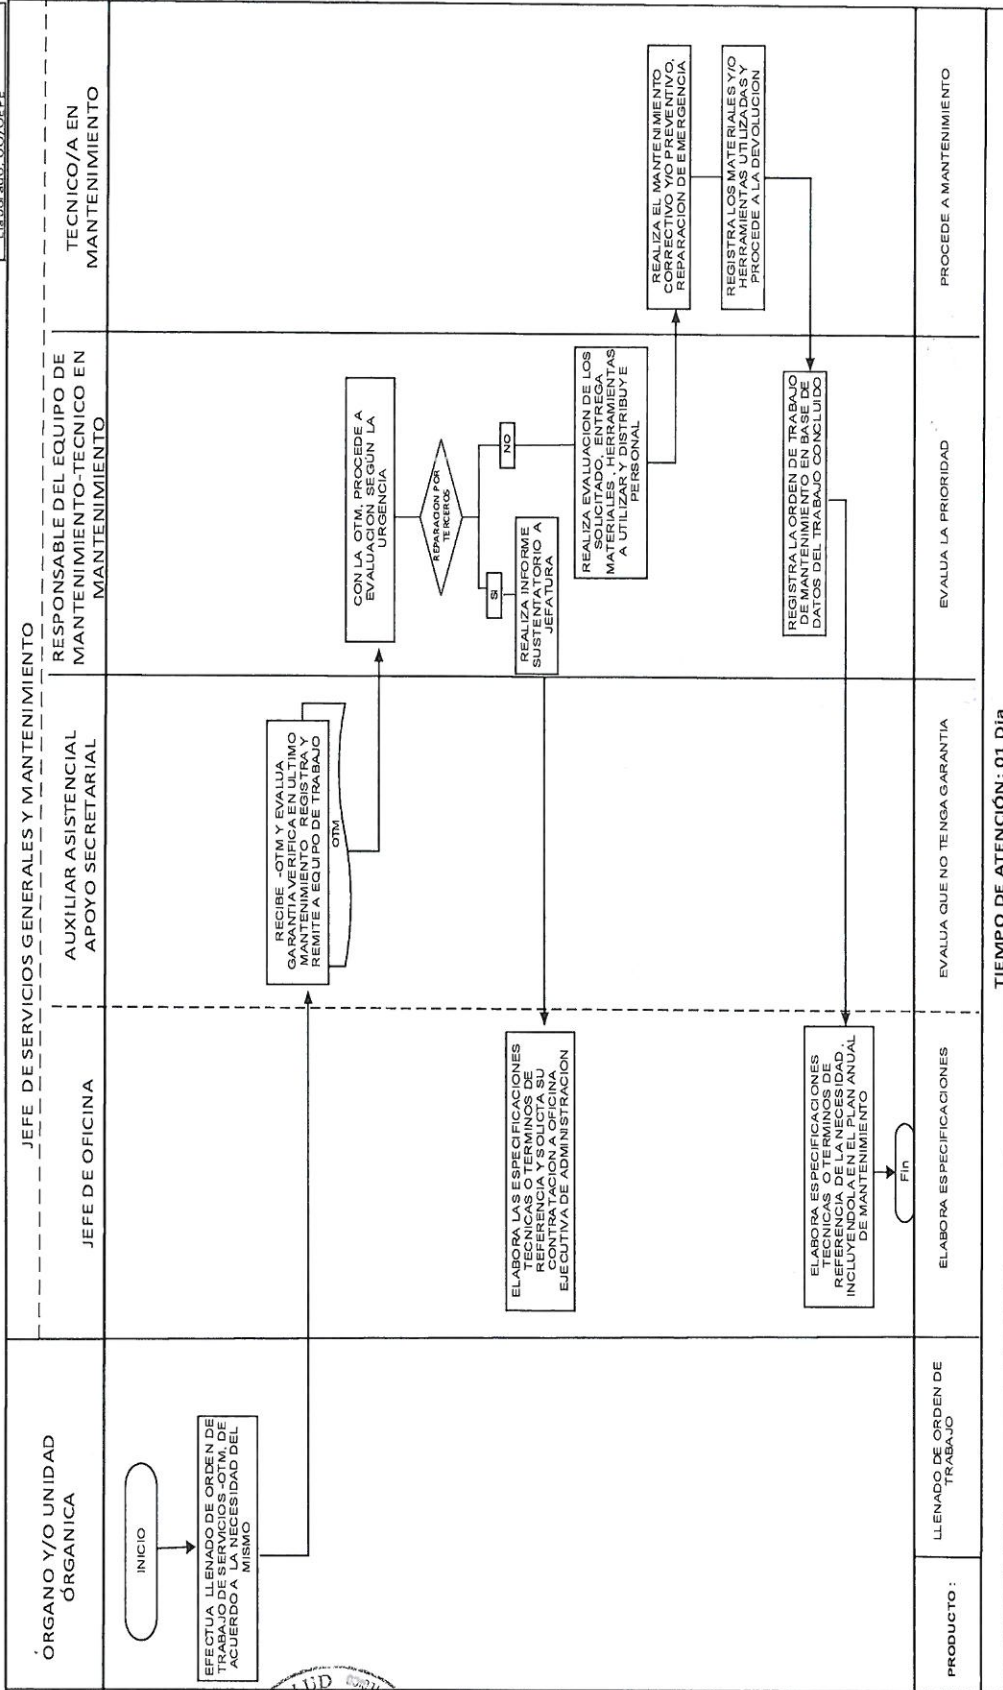 Elaborado: OO/OEPE
JEFE DE SERVICIOS GENERALES Y MANTENIMIENTO
ÓRGANO Y/O UNIDAD
ÓRGANICA
JEFE DE OFICINA
AUXILIAR ASISTENCIAL
APOYO SECRETARIAL
RESPONSABLE DEL EQUIPO DE
MANTENIMIENTO-TECNICO EN
MANTENIMIENTO
TECNICO/A EN
MANTENIMIENTO
INICIO
EFECTUA LLENADO DE ORDEN DE
TRABAJO DE SERVICIOS -OTM, DE
ACUERDO A LA NECESIDAD DEL
MISMO
RECIBE -OTM Y EVALUA
GARANTIA VERIFICA EN ULTIMO
MANTENIMIENTO REGISTRA Y
REMITE A EQUIPO DE TRABAJO
OTM
CON LA OTM, PROCEDE A
EVALUACION SEGÚN LA
URGENCIA
REPARACION POR
TERCEROS
SI
NO
REALIZA INFORME
SUSTENTATORIO A
JEFATURA
ELABORA LAS ESPECIFICACIONES
TECNICAS O TERMINOS DE
REFERENCIA Y SOLICTA SU
CONTRATACION A OFICINA
EJECUTIVA DE ADMINISTRACION
REALIZA EVALUACION DE LOS
SOLICITADO, ENTREGA
MATERIALES , HERRAMIENTAS
A UTILIZAR Y DISTRIBUYE
PERSONAL
REALIZA EL MANTENIMIENTO
CORRECTIVO Y/O PREVENTIVO,
REPARACION DE EMERGENCIA
REGISTRA LOS MATERIALES Y/O
HERRAMIENTAS UTILIZADAS Y
PROCEDE A LA DEVOLUCION
REGISTRA LA ORDEN DE TRABAJO
DE MANTENIMIENTO EN BASE DE
DATOS DEL TRABAJO CONCLUIDO
ELABORA ESPECIFICACIONES
TECNICAS O TERMINOS DE
REFERENCIA DE LA NECESIDAD ,
INCLUYENDOLA EN EL PLAN ANUAL
DE MANTENIMIENTO
Fin
PRODUCTO :
LLENADO DE ORDEN DE
TRABAJO
ELABORA ESPECIFICACIONES
EVALUA QUE NO TENGA GARANTIA
EVALUA LA PRIORIDAD
PROCEDE A MANTENIMIENTO
TIEMPO DE ATENCIÓN: 01 Día